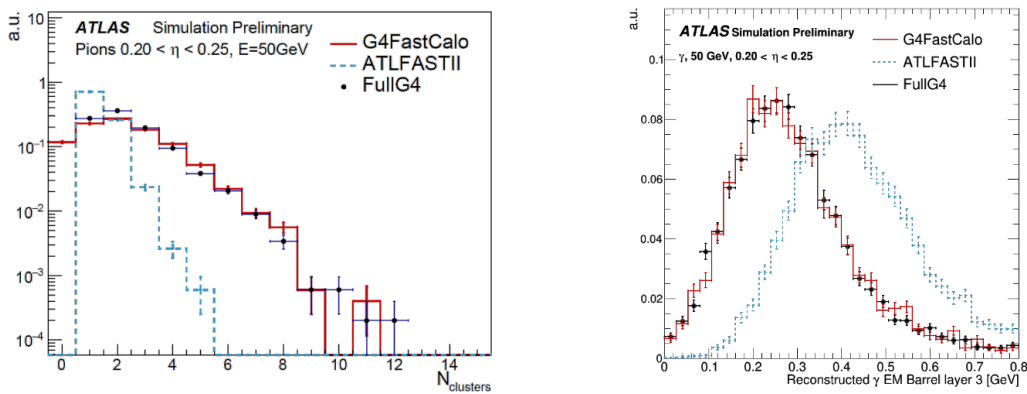 a.u.
10
1
10⁻¹
10⁻²
10⁻³
10⁻⁴
ATLAS Simulation Preliminary
Pions 0.20 < η < 0.25, E=50GeV
G4FastCalo
ATLFASTII
FullG4
0 2 4 6 8 10 12 14
N_clusters
a.u.
0.1
0.08
0.06
0.04
0.02
0
ATLAS Simulation Preliminary
γ, 50 GeV, 0.20 < η < 0.25
G4FastCalo
ATLFASTII
FullG4
0 0.1 0.2 0.3 0.4 0.5 0.6 0.7 0.8
Reconstructed γ EM Barrel layer 3 [GeV]